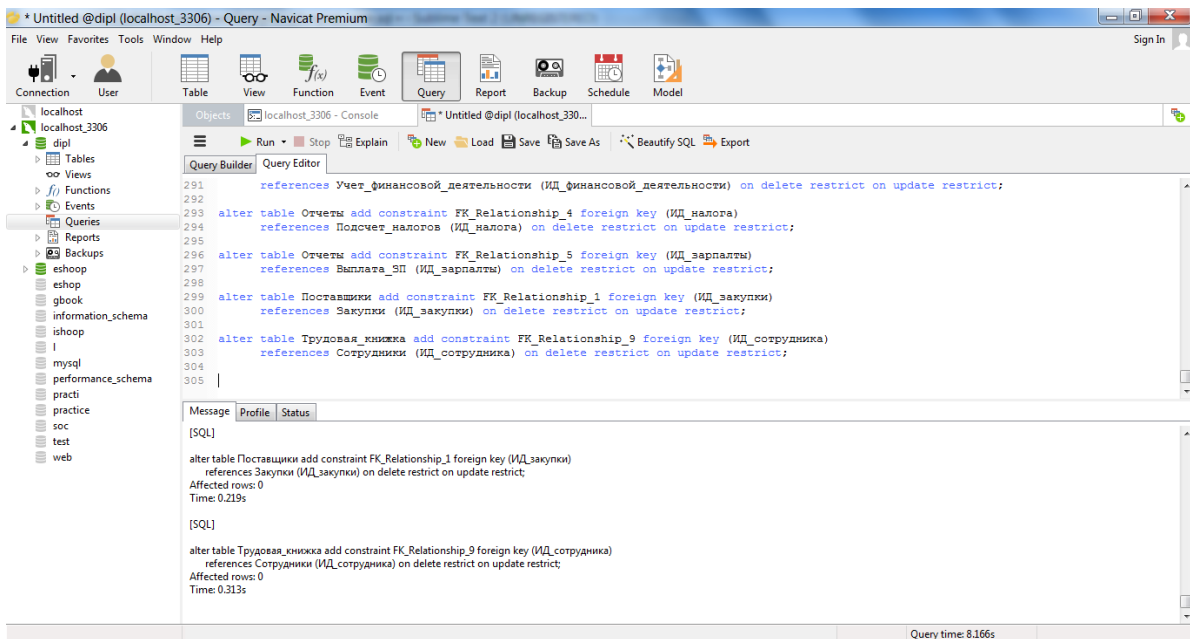 * Untitled @dipl (localhost_3306) - Query - Navicat Premium
File View Favorites Tools Window Help
Sign In
Connection User Table View Function Event Query Report Backup Schedule Model
f(x)
localhost
localhost_3306
dipl
Tables
Views
f() Functions
Events
Queries
Reports
Backups
eshoop
eshop
gbook
information_schema
ishoop
l
mysql
performance_schema
practi
practice
soc
test
web
Objects localhost_3306 - Console * Untitled @dipl (localhost_330...
Run Stop Explain New Load Save Save As Beautify SQL Export
Query Builder Query Editor
291 references Учет_финансовой_деятельности (ИД_финансовой_деятельности) on delete restrict on update restrict;
292
293 alter table Отчеты add constraint FK_Relationship_4 foreign key (ИД_налога)
294 references Подсчет_налогов (ИД_налога) on delete restrict on update restrict;
295
296 alter table Отчеты add constraint FK_Relationship_5 foreign key (ИД_зарпалты)
297 references Выплата_ЗП (ИД_зарпалты) on delete restrict on update restrict;
298
299 alter table Поставщики add constraint FK_Relationship_1 foreign key (ИД_закупки)
300 references Закупки (ИД_закупки) on delete restrict on update restrict;
301
302 alter table Трудовая_книжка add constraint FK_Relationship_9 foreign key (ИД_сотрудника)
303 references Сотрудники (ИД_сотрудника) on delete restrict on update restrict;
304
305
Message Profile Status
[SQL]
alter table Поставщики add constraint FK_Relationship_1 foreign key (ИД_закупки)
references Закупки (ИД_закупки) on delete restrict on update restrict;
Affected rows: 0
Time: 0.219s
[SQL]
alter table Трудовая_книжка add constraint FK_Relationship_9 foreign key (ИД_сотрудника)
references Сотрудники (ИД_сотрудника) on delete restrict on update restrict;
Affected rows: 0
Time: 0.313s
Query time: 8.166s